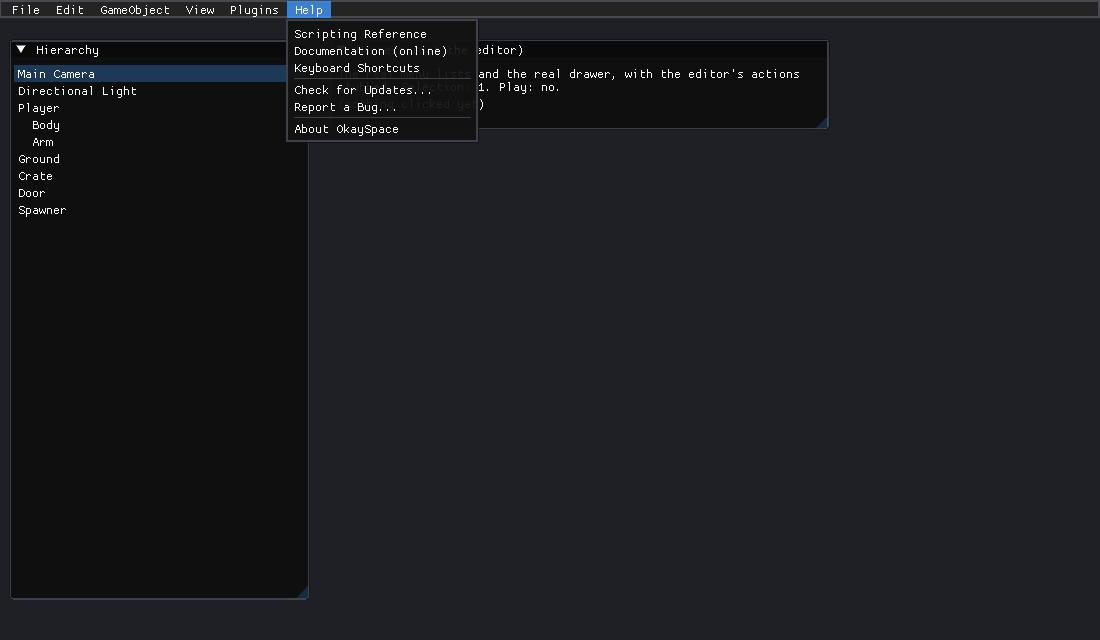 File Edit GameObject View Plugins Help
Hierarchy
Main Camera
Directional Light
Player
Body
Arm
Ground
Crate
Door
Spawner
Scripting Reference
Documentation (online)
Keyboard Shortcuts
Check for Updates...
Report a Bug...
About OkaySpace
editor)
and the real drawer, with the editor's actions
1. Play: no.